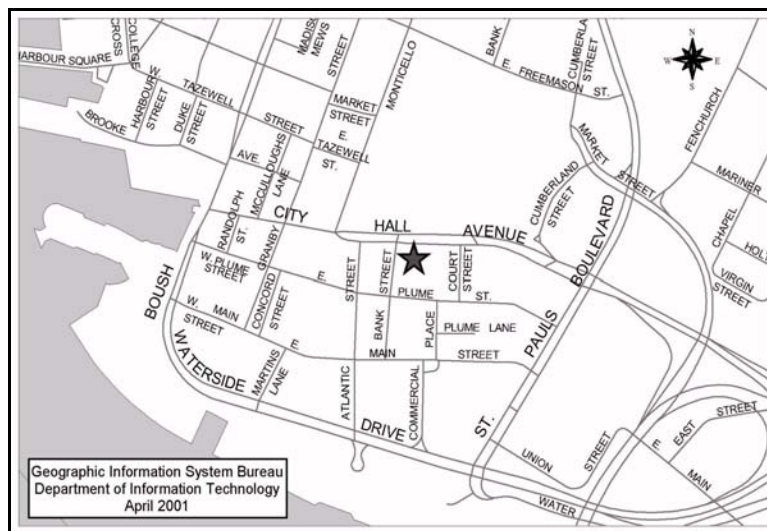 HARBOUR SQUARE
COLLEGE
CROSS
W. TAZEWELL STREET
BROOKE
HARBOUR
STREET
DUKE
STREET
MADIS
MEWS
STREET
MARKET
STREET
E.
TAZEWELL
ST.
MONTICELLO
BANK
E FREEMASON ST.
CUMBERLA
STREET
N
W E
S
MARKET STREET
FENCHURCH
MARINER
CHAPEL
HOLT
VIRGIN
STREET
AVE.
McCULLOUGHS
LANE
RANDOLPH
ST.
GRANBY
CITY HALL AVENUE
CUMBERLAND
STREET
BOUSH
W. PLUME
STREET
CONCORD
STREET
E. PLUME ST.
STREET
STREET
COURT
STREET
W. MAIN
STREET
E MAIN STREET
BANK
PLACE
PLUME LANE
ST. PAULS BOULEVARD
WATERSIDE DRIVE
MARTINS
LANE
ATLANTIC
COMMERCIAL
UNION STREET
E MAIN
EAST STREET
WATER
Geographic Information System Bureau
Department of Information Technology
April 2001